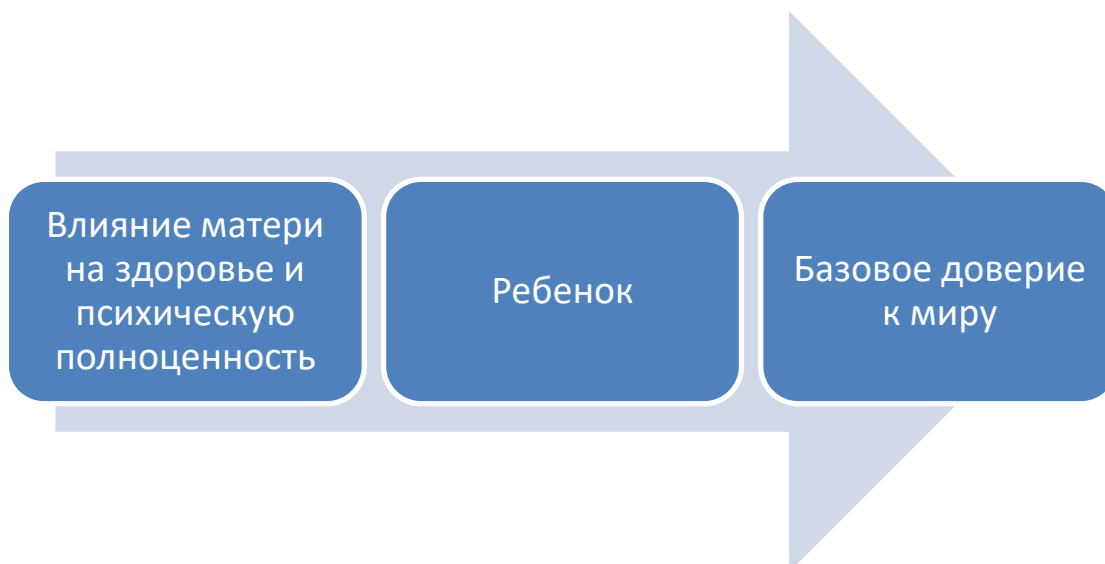 Влияние матери
на здоровье и
психическую
полноценность
Ребенок
Базовое доверие
к миру